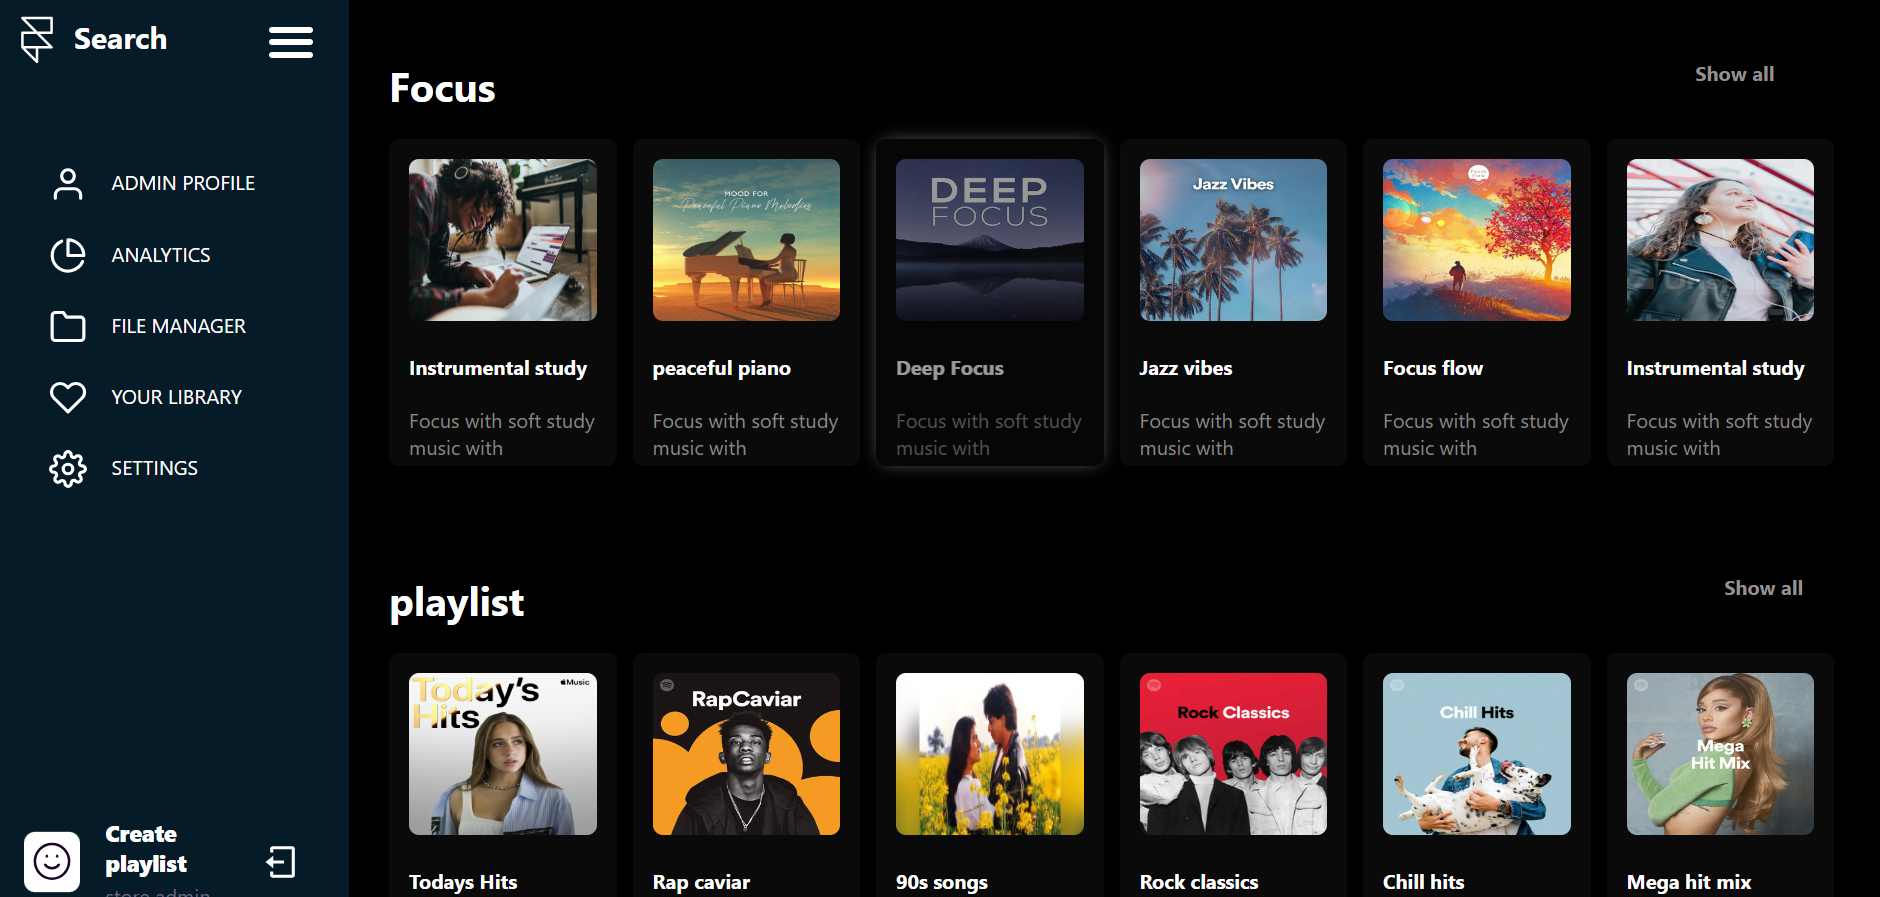 Search
ADMIN PROFILE
ANALYTICS
FILE MANAGER
YOUR LIBRARY
SETTINGS
Create
playlist
store admin
Focus
Show all
MOOD FOR
Peaceful Piano Melodies
DEEP
FOCUS
Jazz Vibes
Focus
Flow
Instrumental study
peaceful piano
Deep Focus
Jazz vibes
Focus flow
Instrumental study
Focus with soft study
music with
Focus with soft study
music with
Focus with soft study
music with
Focus with soft study
music with
Focus with soft study
music with
Focus with soft study
music with
playlist
Show all
Music
Today's
Hits
RapCaviar
Rock Classics
Chill Hits
Mega
Hit Mix
Todays Hits
Rap caviar
90s songs
Rock classics
Chill hits
Mega hit mix